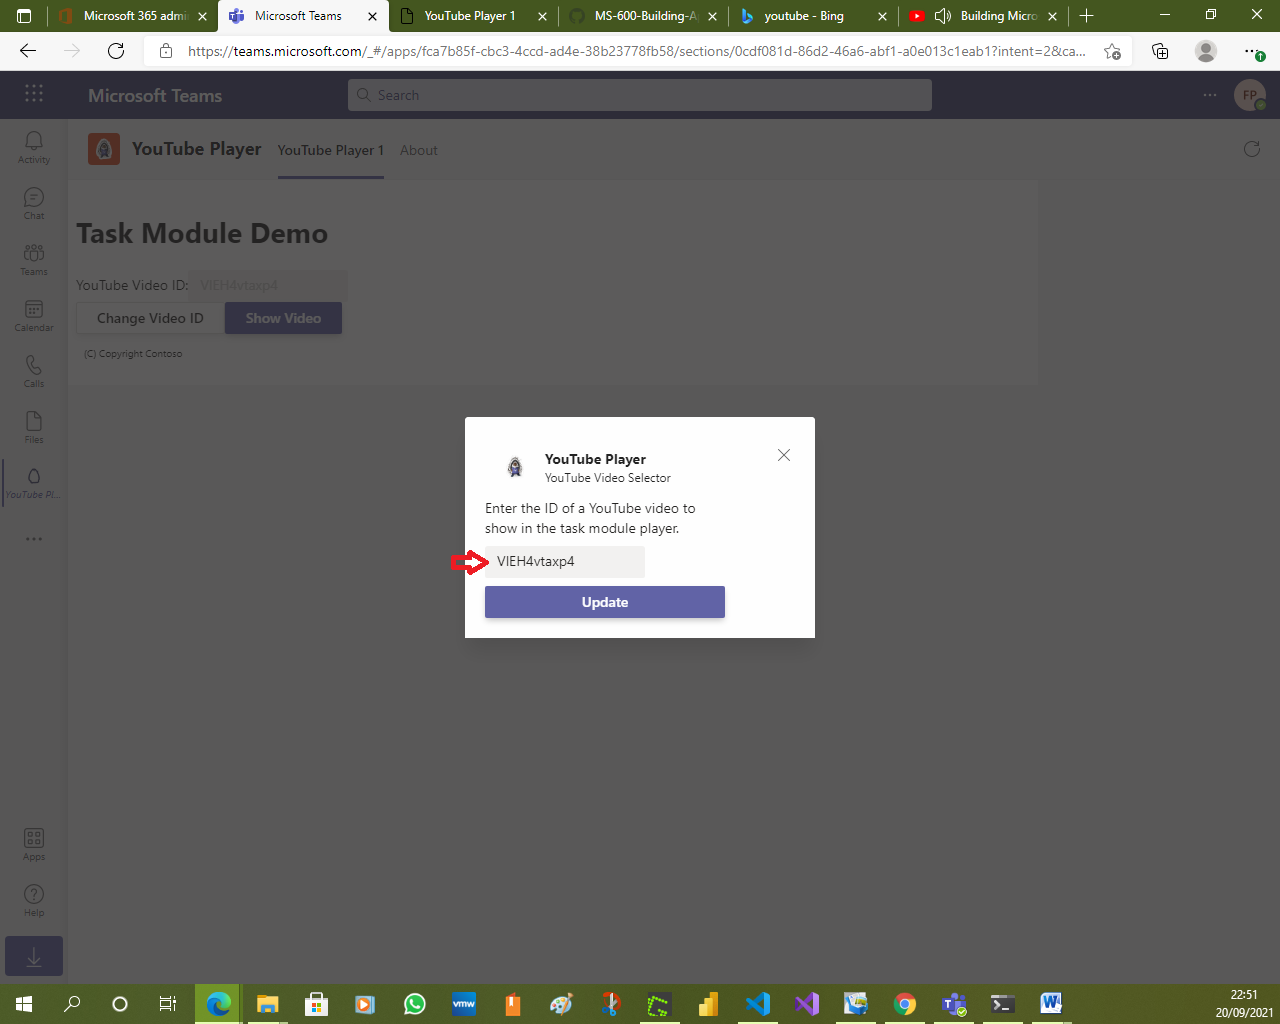 Microsoft 365 admi
Microsoft Teams
YouTube Player 1
MS-600-Building-A
youtube - Bing
Building Micro
https://teams.microsoft.com/_#/apps/fca7b85f-cbc3-4ccd-ad4e-38b23778fb58/sections/0cdf081d-86d2-46a6-abf1-a0e013c1eab1?intent=2&ca...
Microsoft Teams
Search
FP
Activity
Chat
Teams
Calendar
Calls
Files
YouTube Pl...
Apps
Help
YouTube Player
YouTube Player 1
About
Task Module Demo
YouTube Video ID:
VIEH4vtaxp4
Change Video ID
Show Video
(C) Copyright Contoso
YouTube Player
YouTube Video Selector
Enter the ID of a YouTube video to
show in the task module player.
VIEH4vtaxp4
Update
vmw
22:51
20/09/2021